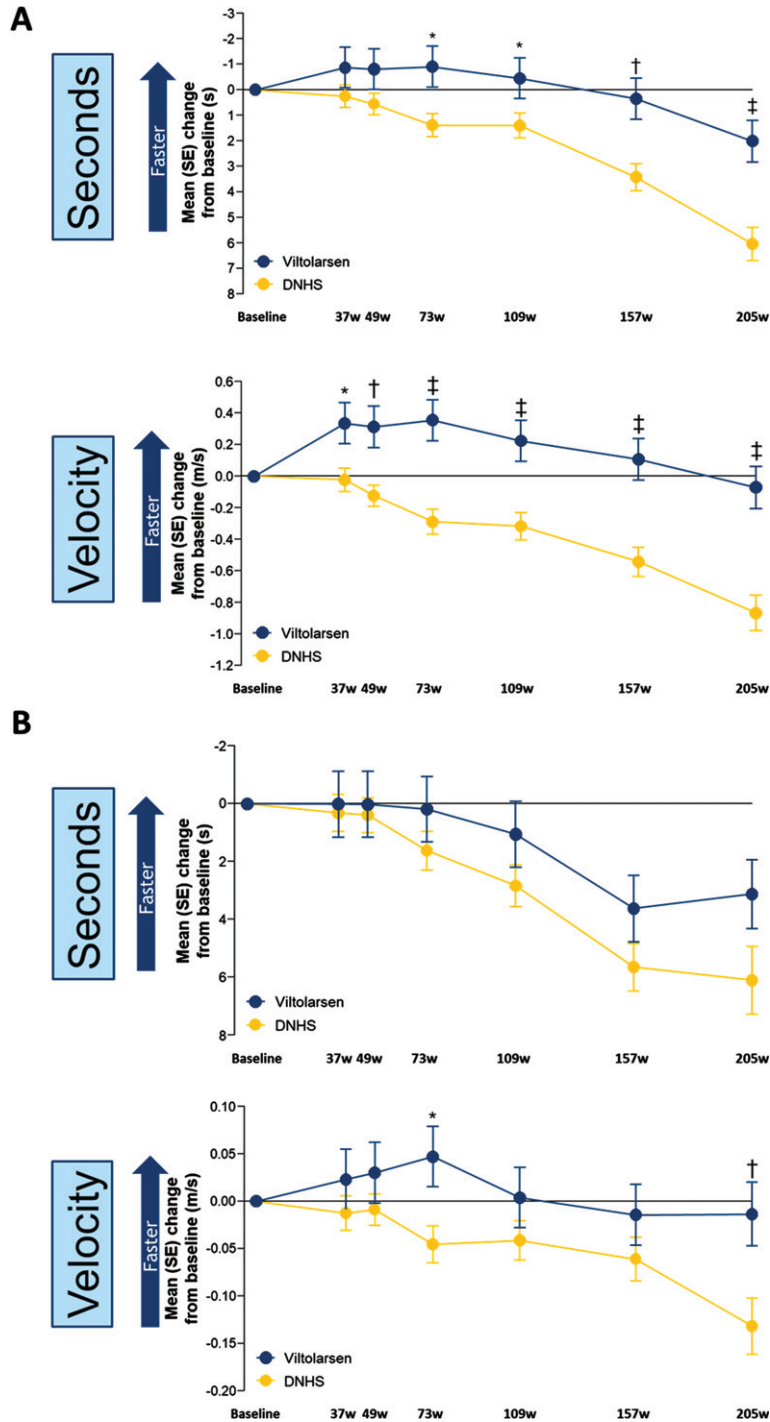 A
Seconds
Faster
Mean (SE) change
from baseline (s)
-3
-2
-1
0
1
2
3
4
5
6
7
8
* * † ‡
Viltolarsen
DNHS
Baseline 37w 49w 73w 109w 157w 205w
Velocity
Faster
Mean (SE) change
from baseline (m/s)
0.6
0.4
0.2
0.0
-0.2
-0.4
-0.6
-0.8
-1.0
-1.2
* † ‡ ‡ ‡ ‡
Viltolarsen
DNHS
Baseline 37w 49w 73w 109w 157w 205w
B
Seconds
Faster
Mean (SE) change
from baseline (s)
-2
0
2
4
6
8
Viltolarsen
DNHS
Baseline 37w 49w 73w 109w 157w 205w
Velocity
Faster
Mean (SE) change
from baseline (m/s)
0.10
0.05
0.00
-0.05
-0.10
-0.15
-0.20
* †
Viltolarsen
DNHS
Baseline 37w 49w 73w 109w 157w 205w